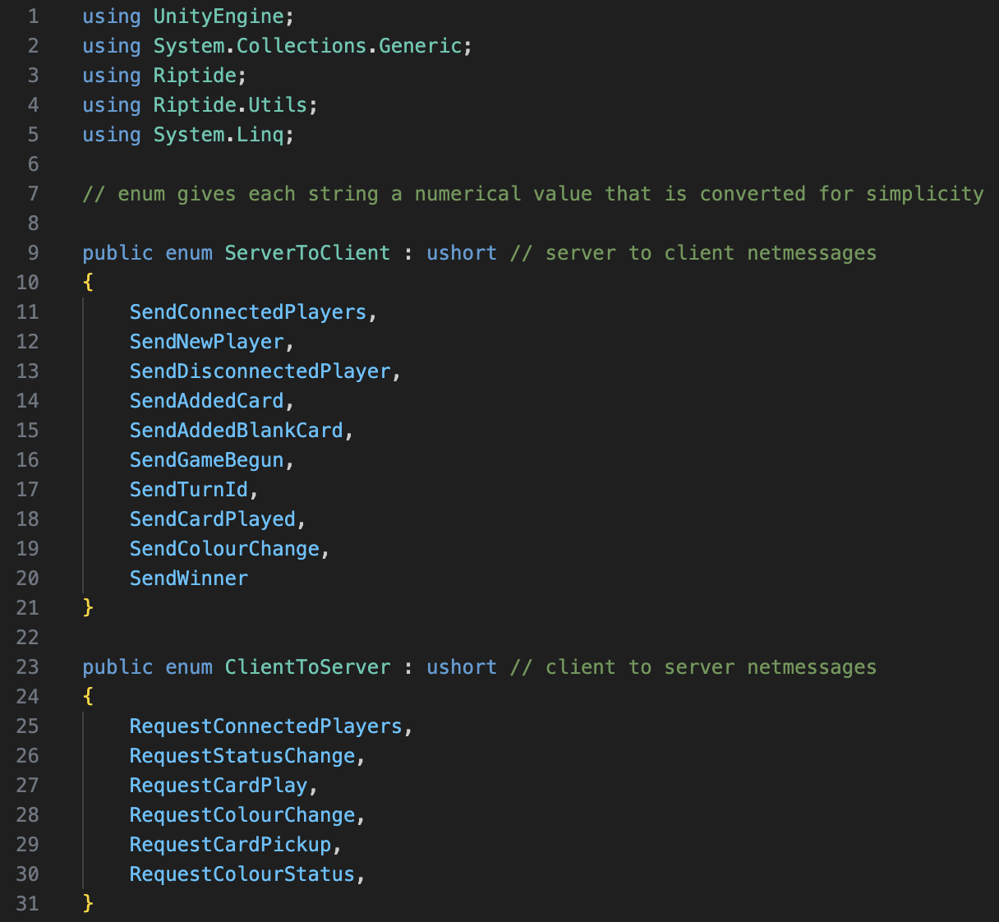 1 using UnityEngine;
2 using System.Collections.Generic;
3 using Riptide;
4 using Riptide.Utils;
5 using System.Linq;
6
7 // enum gives each string a numerical value that is converted for simplicity
8
9 public enum ServerToClient : ushort // server to client netmessages
10 {
11     SendConnectedPlayers,
12     SendNewPlayer,
13     SendDisconnectedPlayer,
14     SendAddedCard,
15     SendAddedBlankCard,
16     SendGameBegun,
17     SendTurnId,
18     SendCardPlayed,
19     SendColourChange,
20     SendWinner
21 }
22
23 public enum ClientToServer : ushort // client to server netmessages
24 {
25     RequestConnectedPlayers,
26     RequestStatusChange,
27     RequestCardPlay,
28     RequestColourChange,
29     RequestCardPickup,
30     RequestColourStatus,
31 }